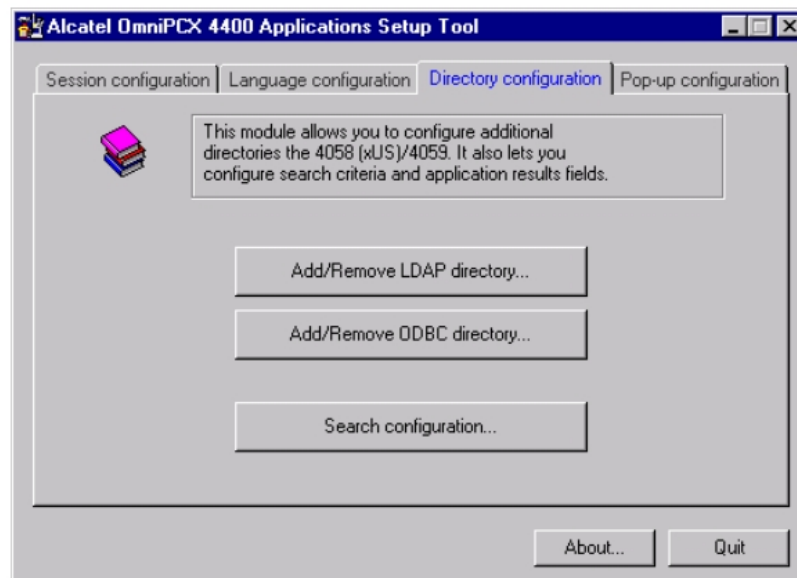 Alcatel OmniPCX 4400 Applications Setup Tool
Session configuration
Language configuration
Directory configuration
Pop-up configuration
This module allows you to configure additional
directories the 4058 (xUS)/4059. It also lets you
configure search criteria and application results fields.
Add/Remove LDAP directory...
Add/Remove ODBC directory...
Search configuration...
About...
Quit